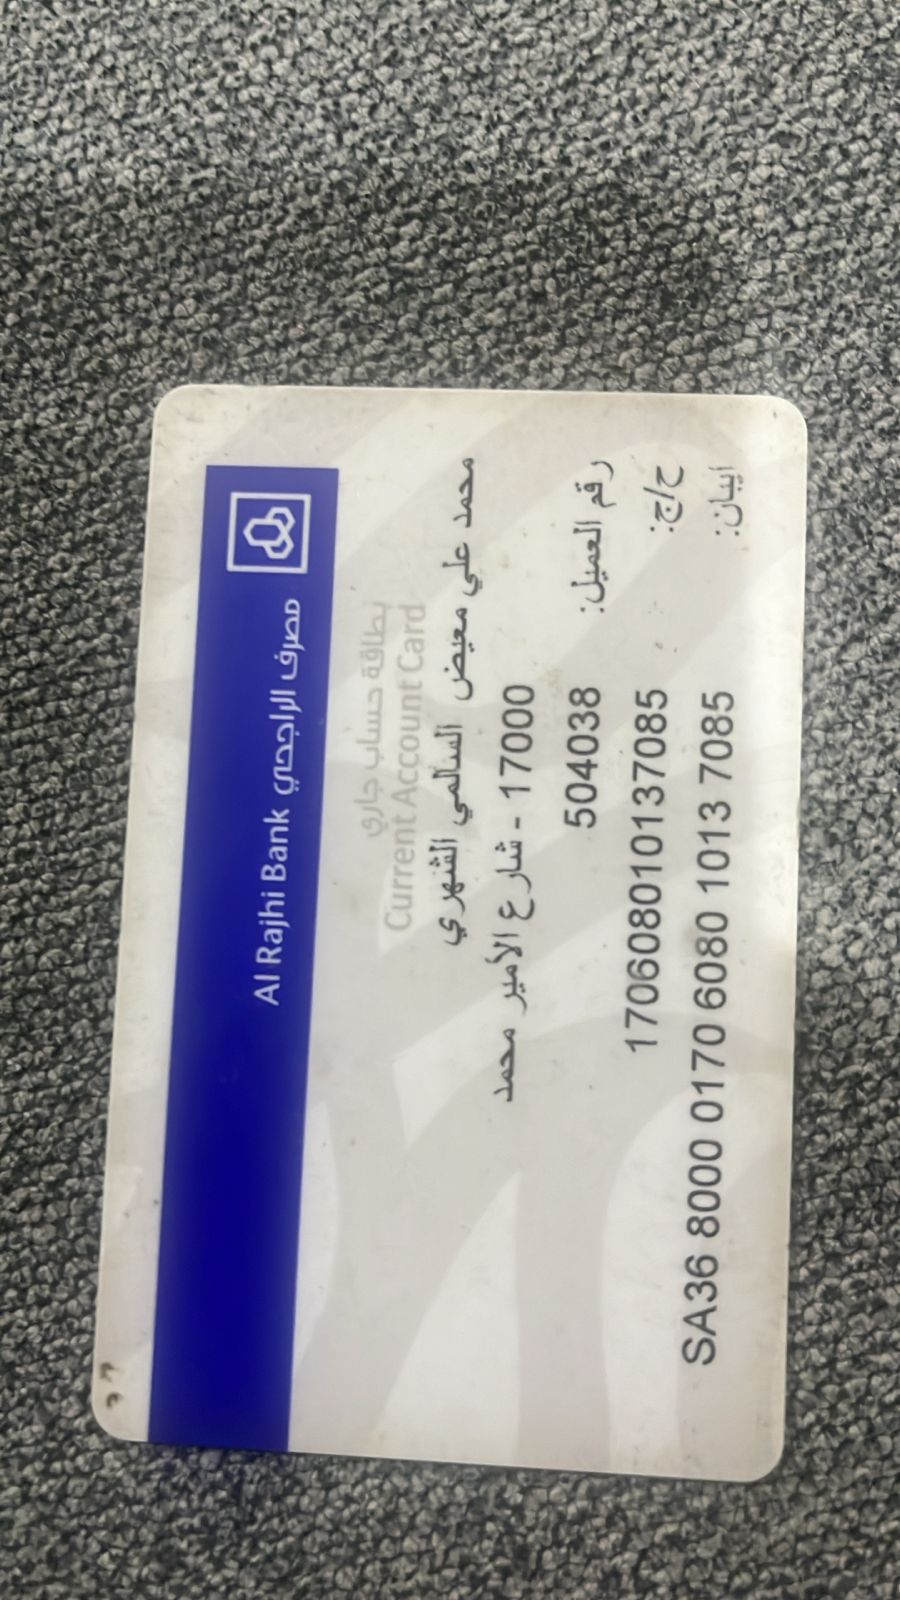 مصرف الراجحي Al Rajhi Bank
بطاقة حساب جاري
Current Account Card
محمد علي معيض السالمي الشهري
17000 - شارع الأمير محمد
رقم العميل: 504038
ح/ج: 170608010137085
ايبان: SA36 8000 0170 6080 1013 7085